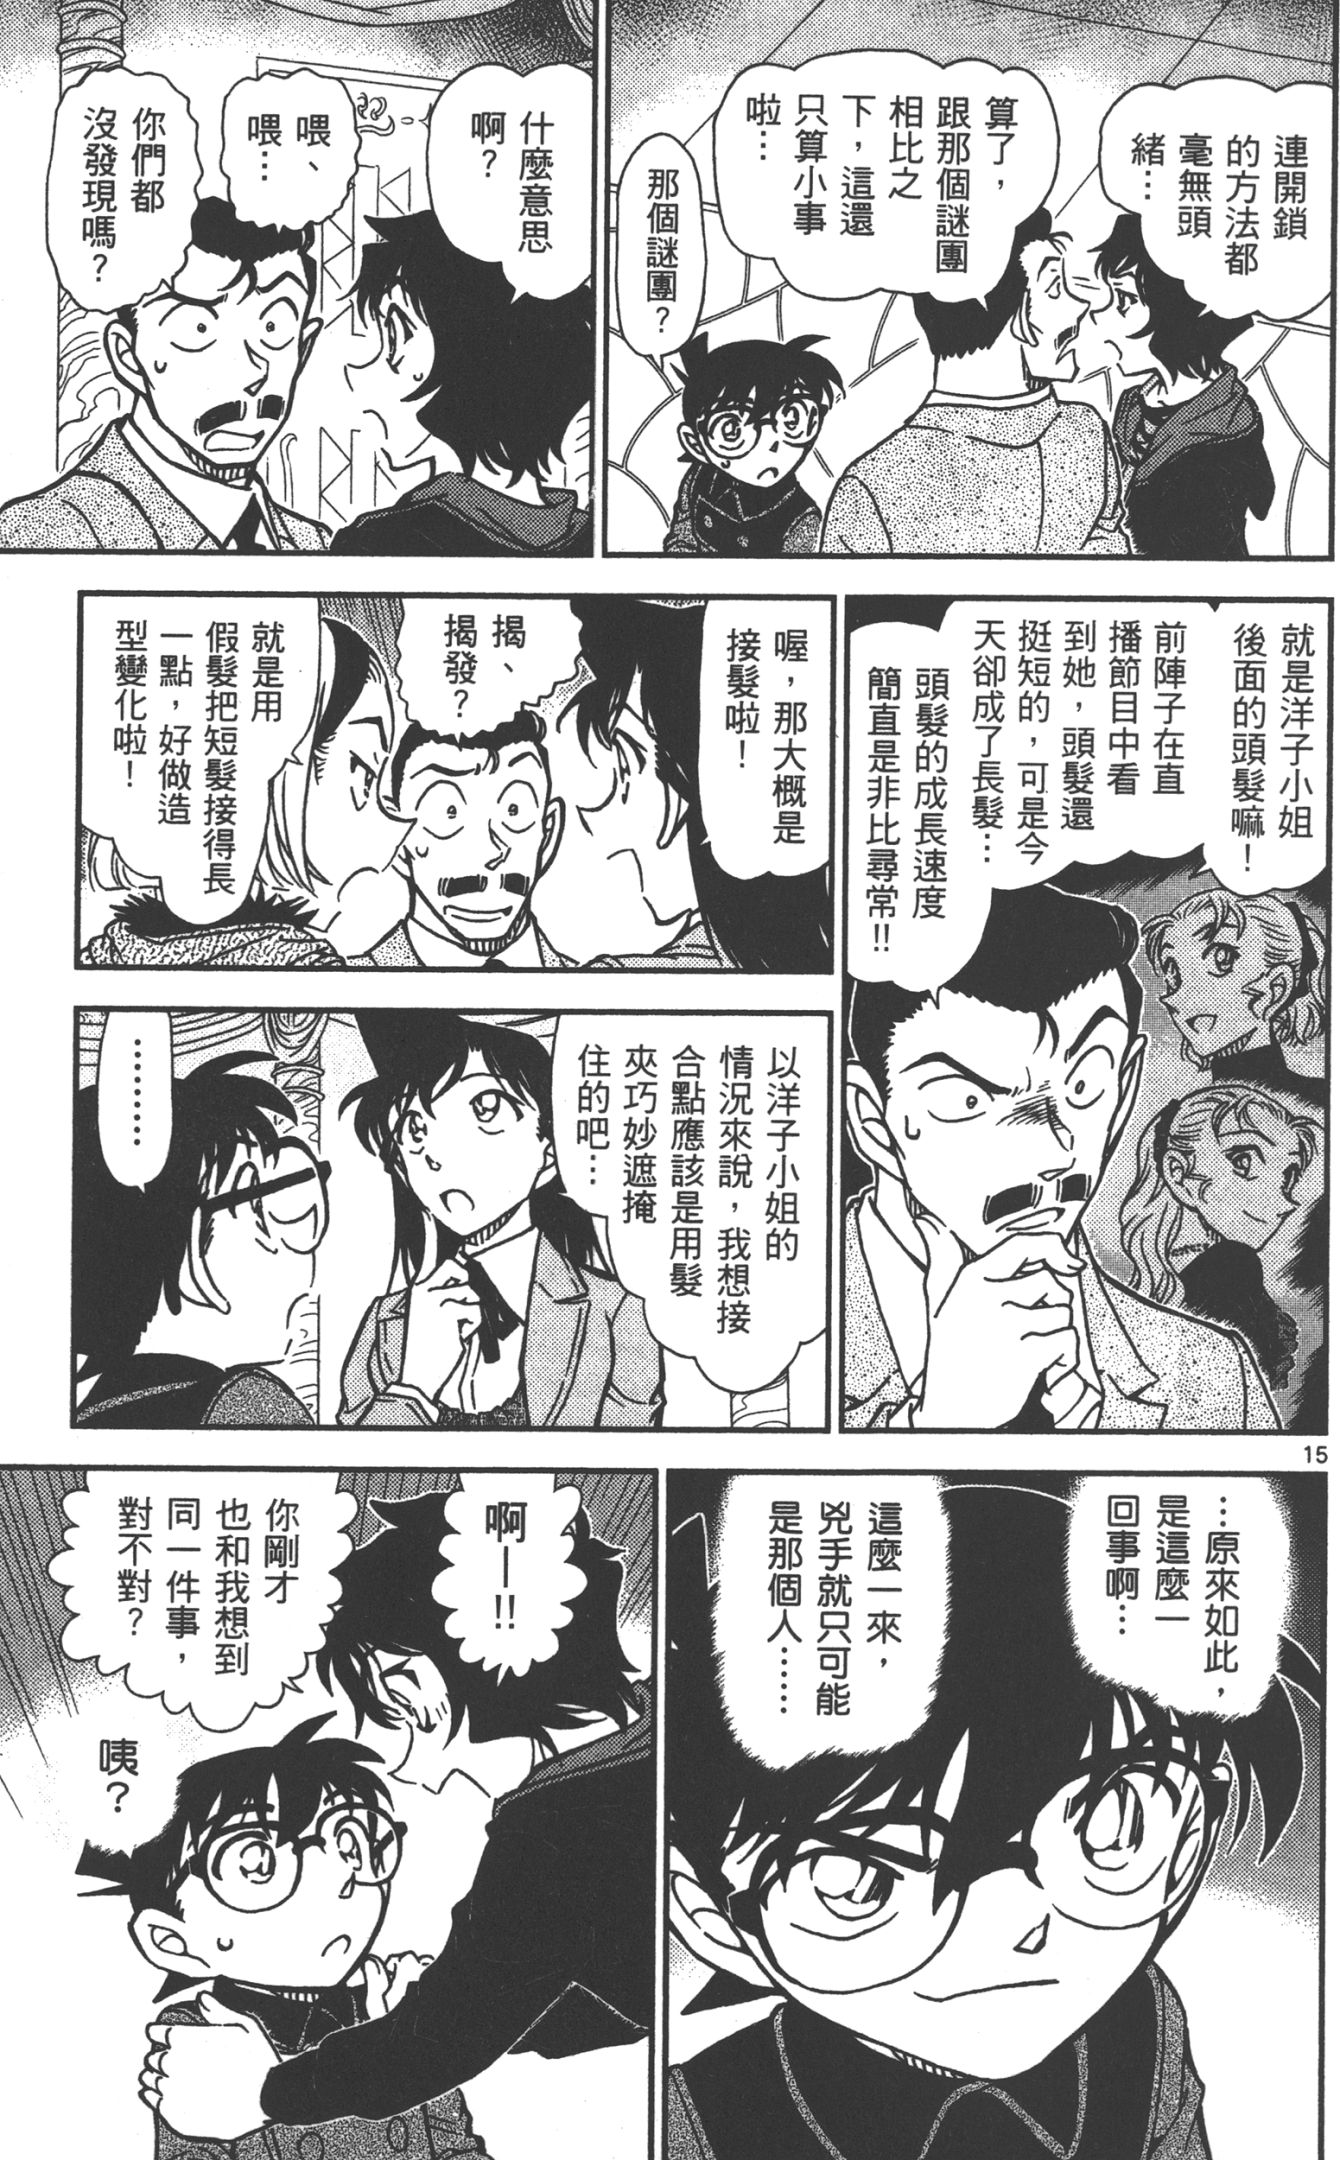 連開鎖
的方法都
毫無頭
緒…
算了，
跟那個謎團
相比之
下，這還
只算小事
啦…
那個謎團？
什麼意思
啊？
喂、
喂…
你們都
沒發現嗎？
就是洋子小姐
後面的頭髮嘛！
前陣子在直
播節目中看
到她，頭髮還
挺短的，可是今
天卻成了長髮…
頭髮的成長速度
簡直是非比尋常!!
喔，那大概是
接髮啦！
揭、
揭發？
就是用
假髮把短髮接得長
一點，好做造
型變化啦！
以洋子小姐的
情況來說，我想接
合點應該是用髮
夾巧妙遮掩
住的吧…
………
15
…原來如此，
是這麼一
回事啊…
這麼一來，
兇手就只可能
是那個人……
啊—!!
你剛才
也和我想到
同一件事，
對不對？
咦？